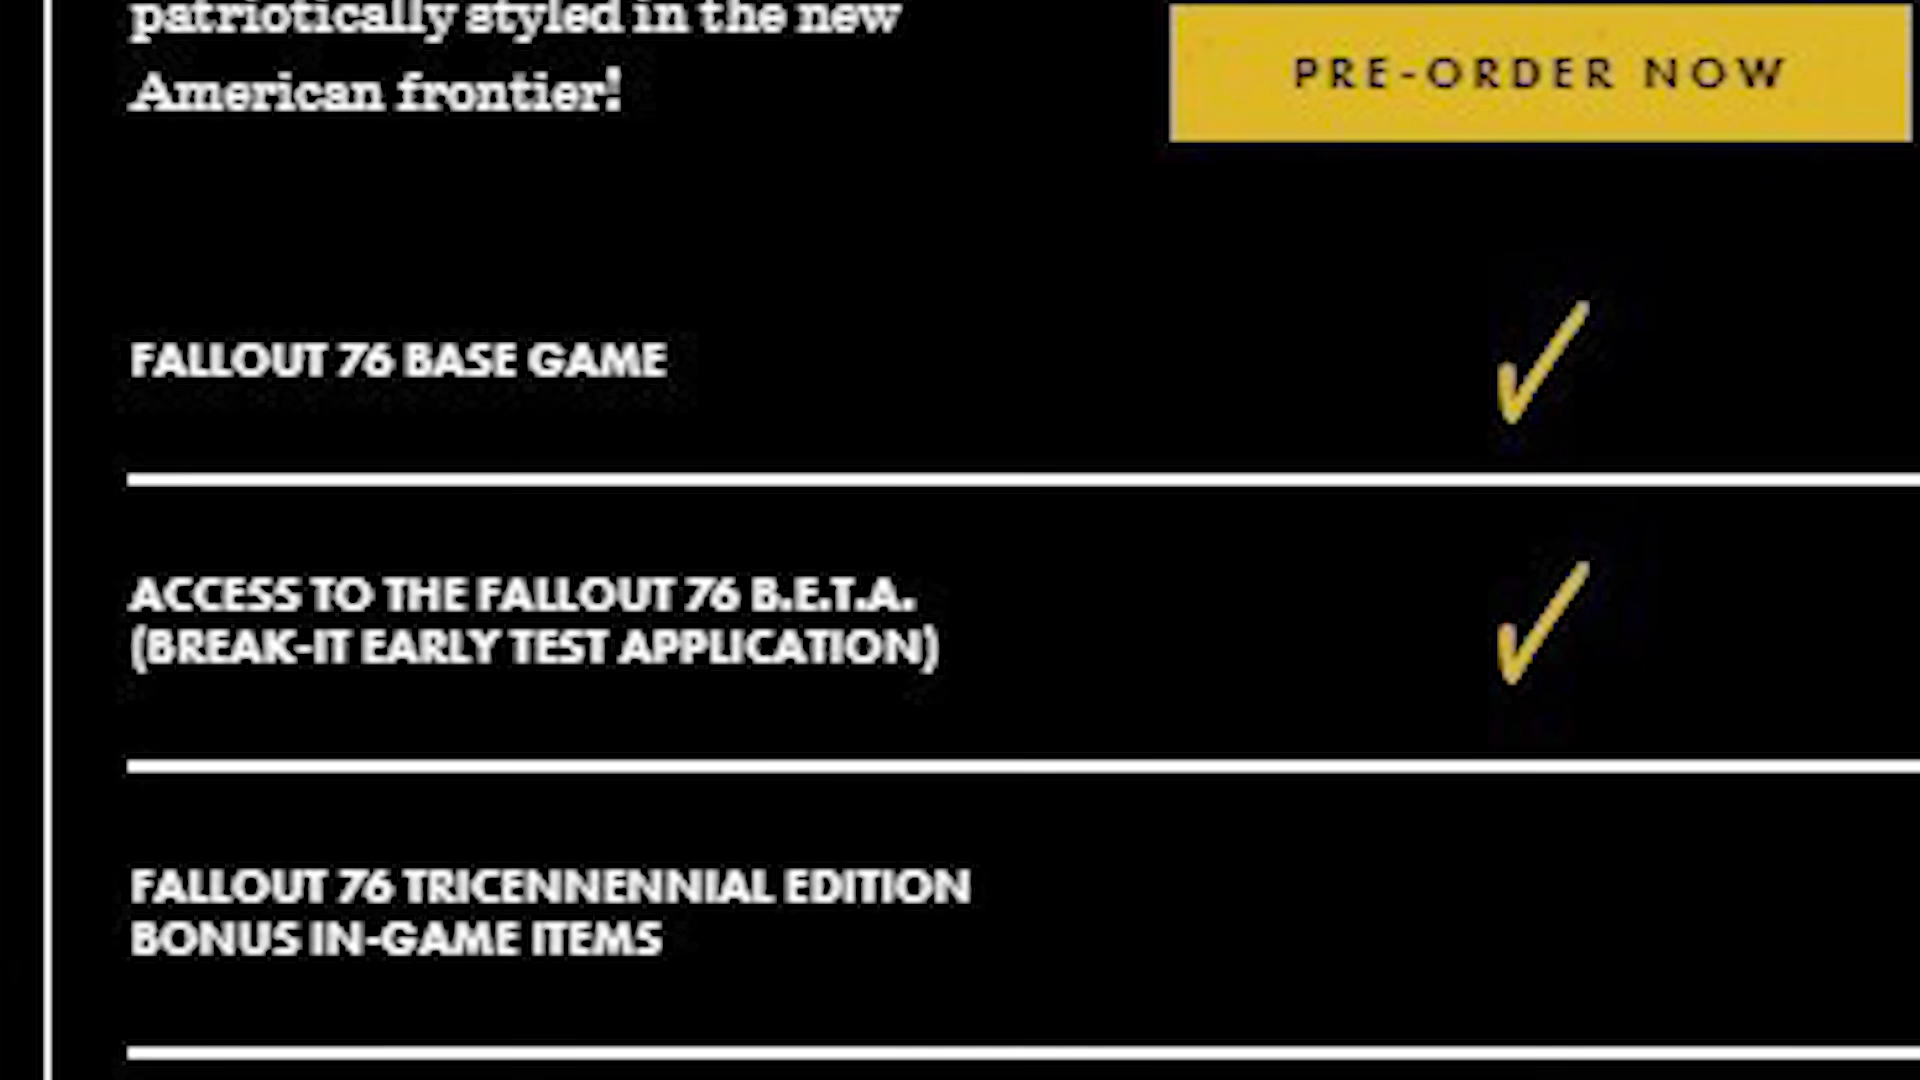 patriotically styled in the new
American frontier!
PRE-ORDER NOW
FALLOUT 76 BASE GAME
ACCESS TO THE FALLOUT 76 B.E.T.A.
(BREAK-IT EARLY TEST APPLICATION)
FALLOUT 76 TRICENNENNIAL EDITION
BONUS IN-GAME ITEMS